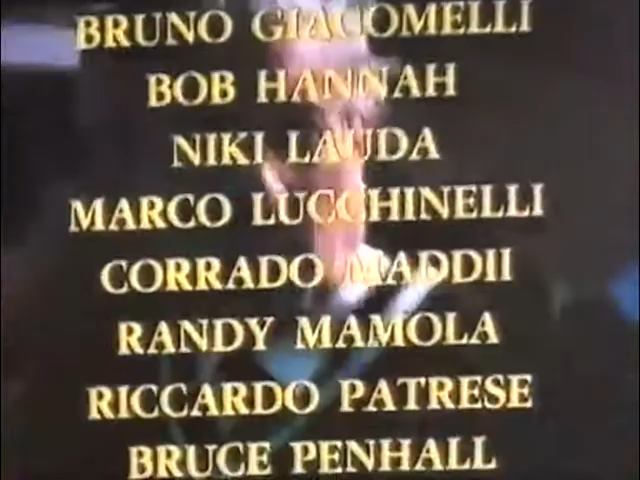 BRUNO GIACOMELLI
BOB HANNAH
NIKI LAUDA
MARCO LUCCHINELLI
CORRADO MADDII
RANDY MAMOLA
RICCARDO PATRESE
BRUCE PENHALL